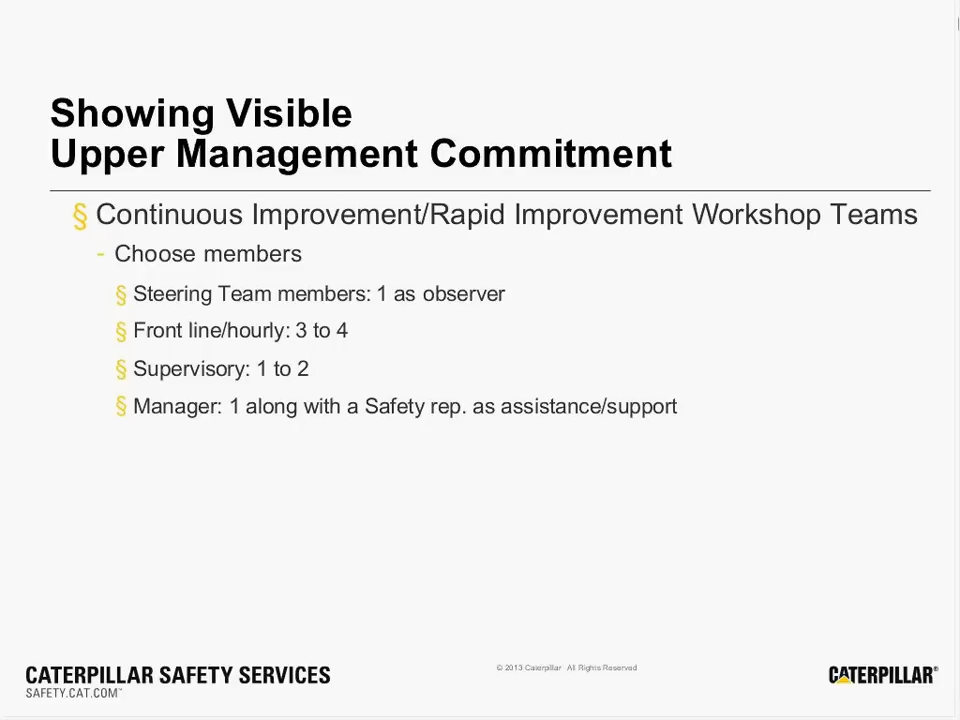 Showing Visible
Upper Management Commitment
§ Continuous Improvement/Rapid Improvement Workshop Teams
- Choose members
§ Steering Team members: 1 as observer
§ Front line/hourly: 3 to 4
§ Supervisory: 1 to 2
§ Manager: 1 along with a Safety rep. as assistance/support
CATERPILLAR SAFETY SERVICES
SAFETY.CAT.COM™
© 2013 Caterpillar All Rights Reserved
CATERPILLAR®